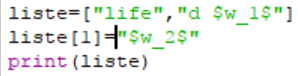 liste=["life","d $w_1$"]
liste[1]="$w_2$"
print(liste)